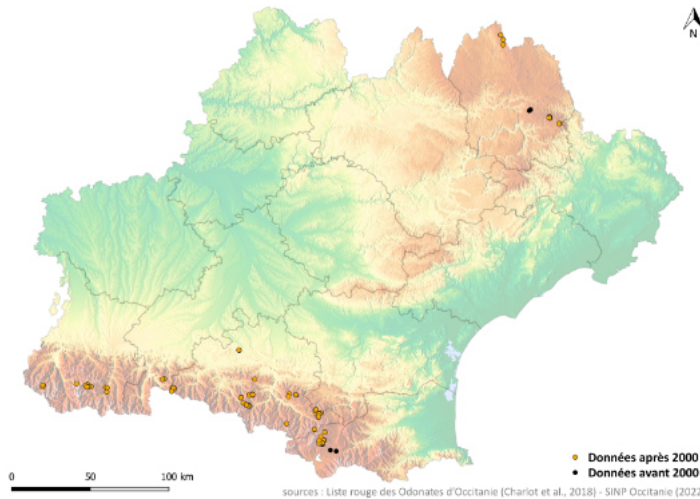 N
Données après 2000
Données avant 2000
0 50 100 km
sources : Liste rouge des Odonates d'Occitanie (Charlot et al., 2018) - SINP Occitanie (2022